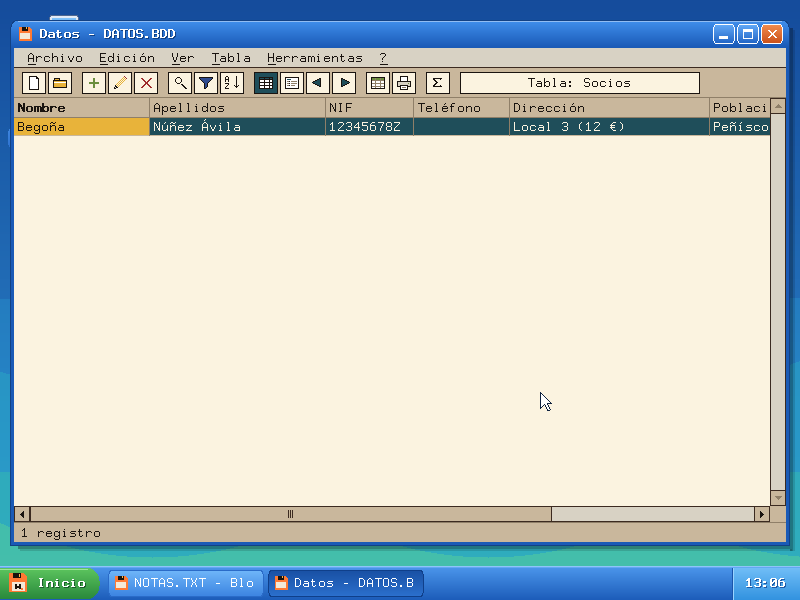 Datos - DATOS.BDD
Archivo Edición Ver Tabla Herramientas ?
A Z Σ Tabla: Socios
Nombre Apellidos NIF Teléfono Dirección Poblaci
Begoña Núñez Ávila 12345678Z Local 3 (12 €) Peñísco
1 registro
Inicio NOTAS.TXT - Blo Datos - DATOS.B 13:06